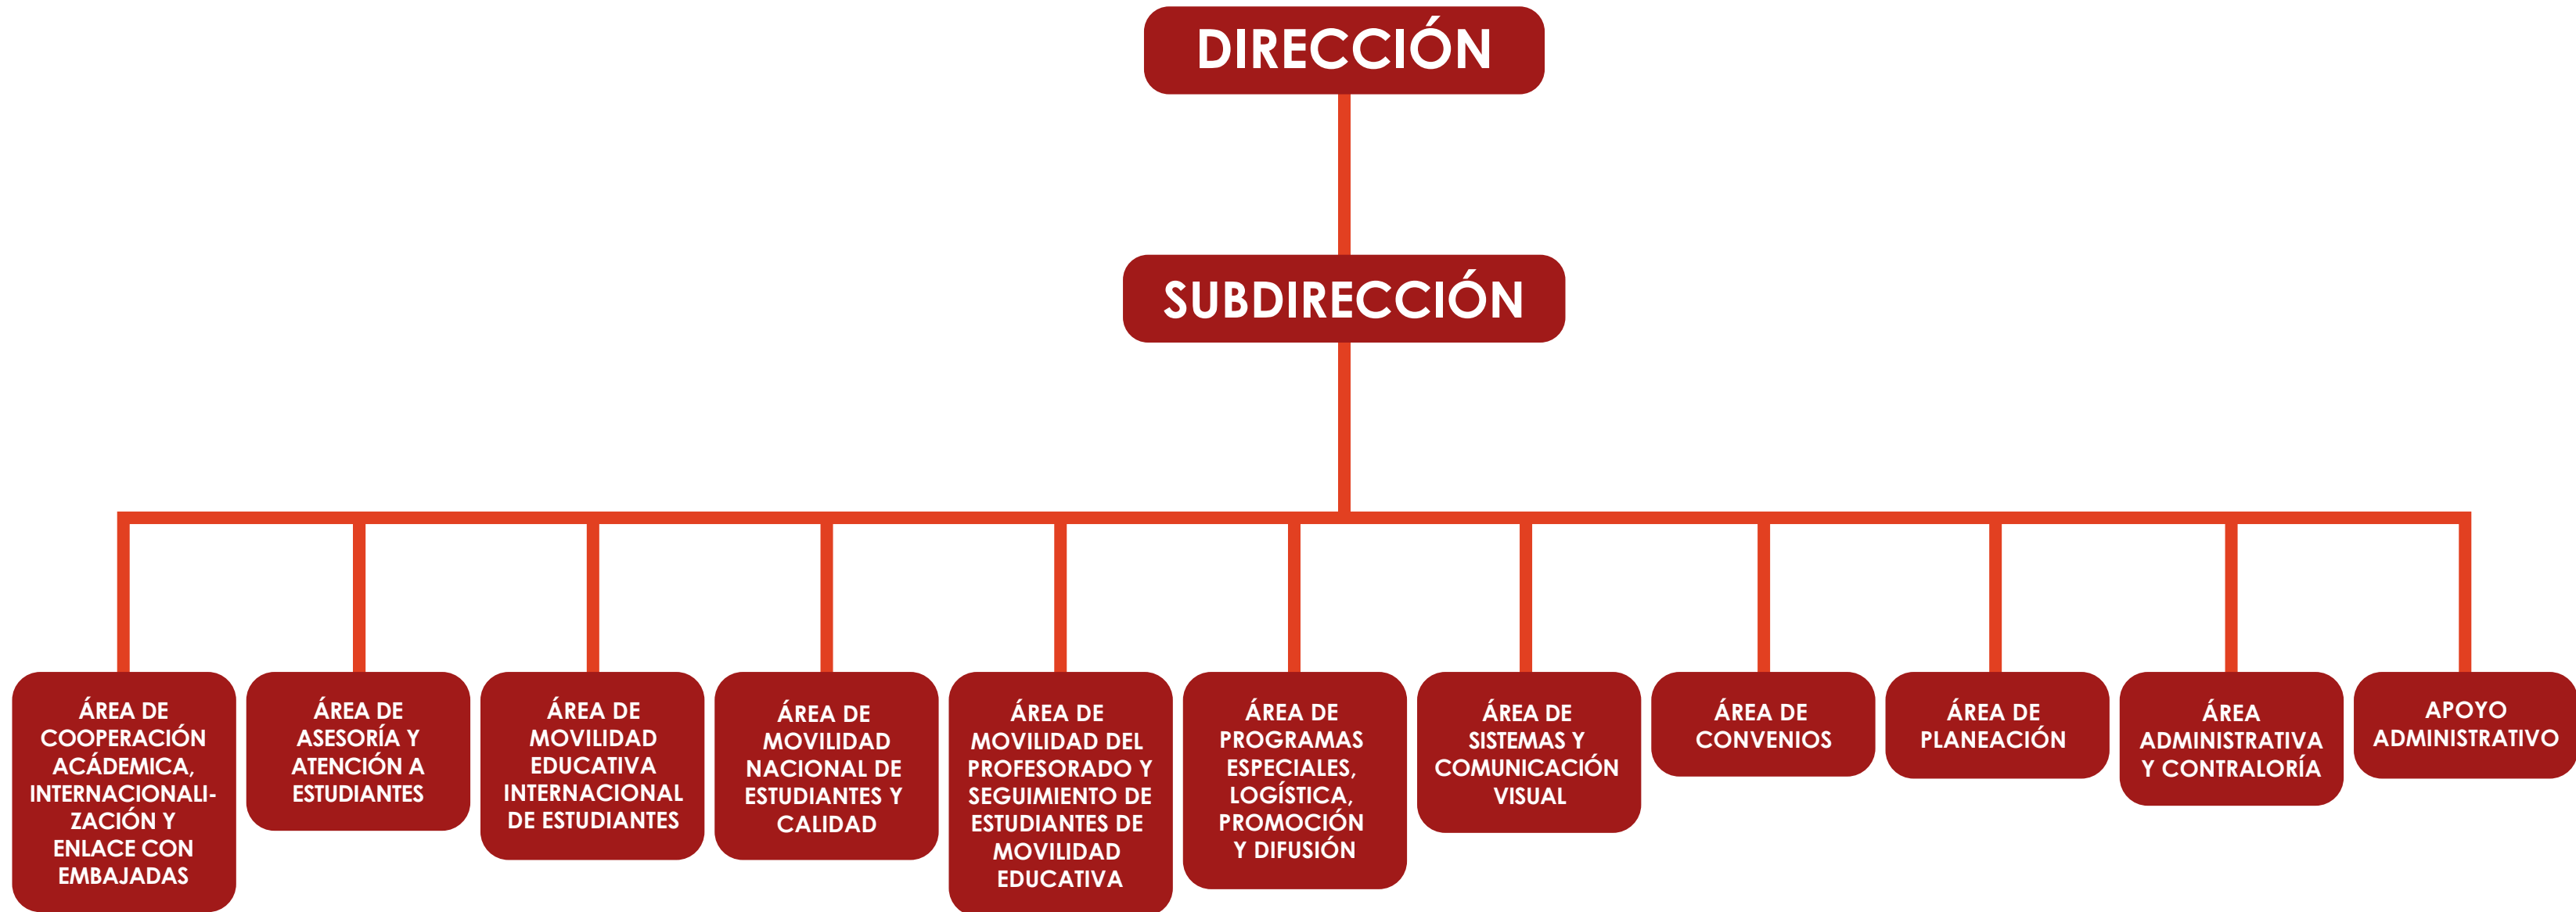 DIRECCIÓN
SUBDIRECCIÓN
ÁREA DE
COOPERACIÓN
ACÁDEMICA,
INTERNACIONALI-
ZACIÓN Y
ENLACE CON
EMBAJADAS
ÁREA DE
ASESORÍA Y
ATENCIÓN A
ESTUDIANTES
ÁREA DE
MOVILIDAD
EDUCATIVA
INTERNACIONAL
DE ESTUDIANTES
ÁREA DE
MOVILIDAD
NACIONAL DE
ESTUDIANTES Y
CALIDAD
ÁREA DE
MOVILIDAD DEL
PROFESORADO Y
SEGUIMIENTO DE
ESTUDIANTES DE
MOVILIDAD
EDUCATIVA
ÁREA DE
PROGRAMAS
ESPECIALES,
LOGÍSTICA,
PROMOCIÓN
Y DIFUSIÓN
ÁREA DE
SISTEMAS Y
COMUNICACIÓN
VISUAL
ÁREA DE
CONVENIOS
ÁREA DE
PLANEACIÓN
ÁREA
ADMINISTRATIVA
Y CONTRALORÍA
APOYO
ADMINISTRATIVO